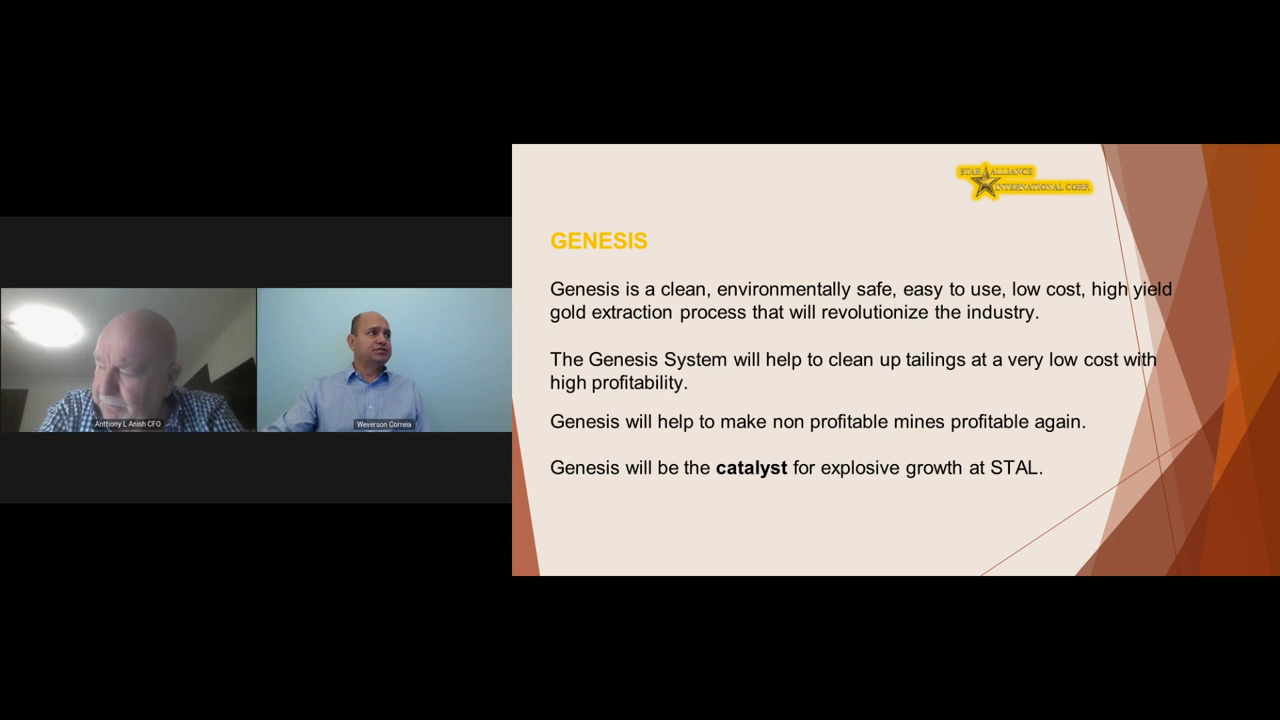 Anthony L Anish CFO
Weverson Correia
STAR ALLIANCE
INTERNATIONAL CORP.
GENESIS
Genesis is a clean, environmentally safe, easy to use, low cost, high yield
gold extraction process that will revolutionize the industry.
The Genesis System will help to clean up tailings at a very low cost with
high profitability.
Genesis will help to make non profitable mines profitable again.
Genesis will be the catalyst for explosive growth at STAL.